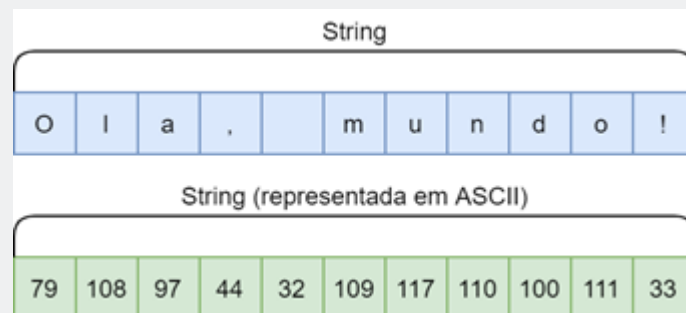 String
O l a , m u n d o !
String (representada em ASCII)
79 108 97 44 32 109 117 110 100 111 33